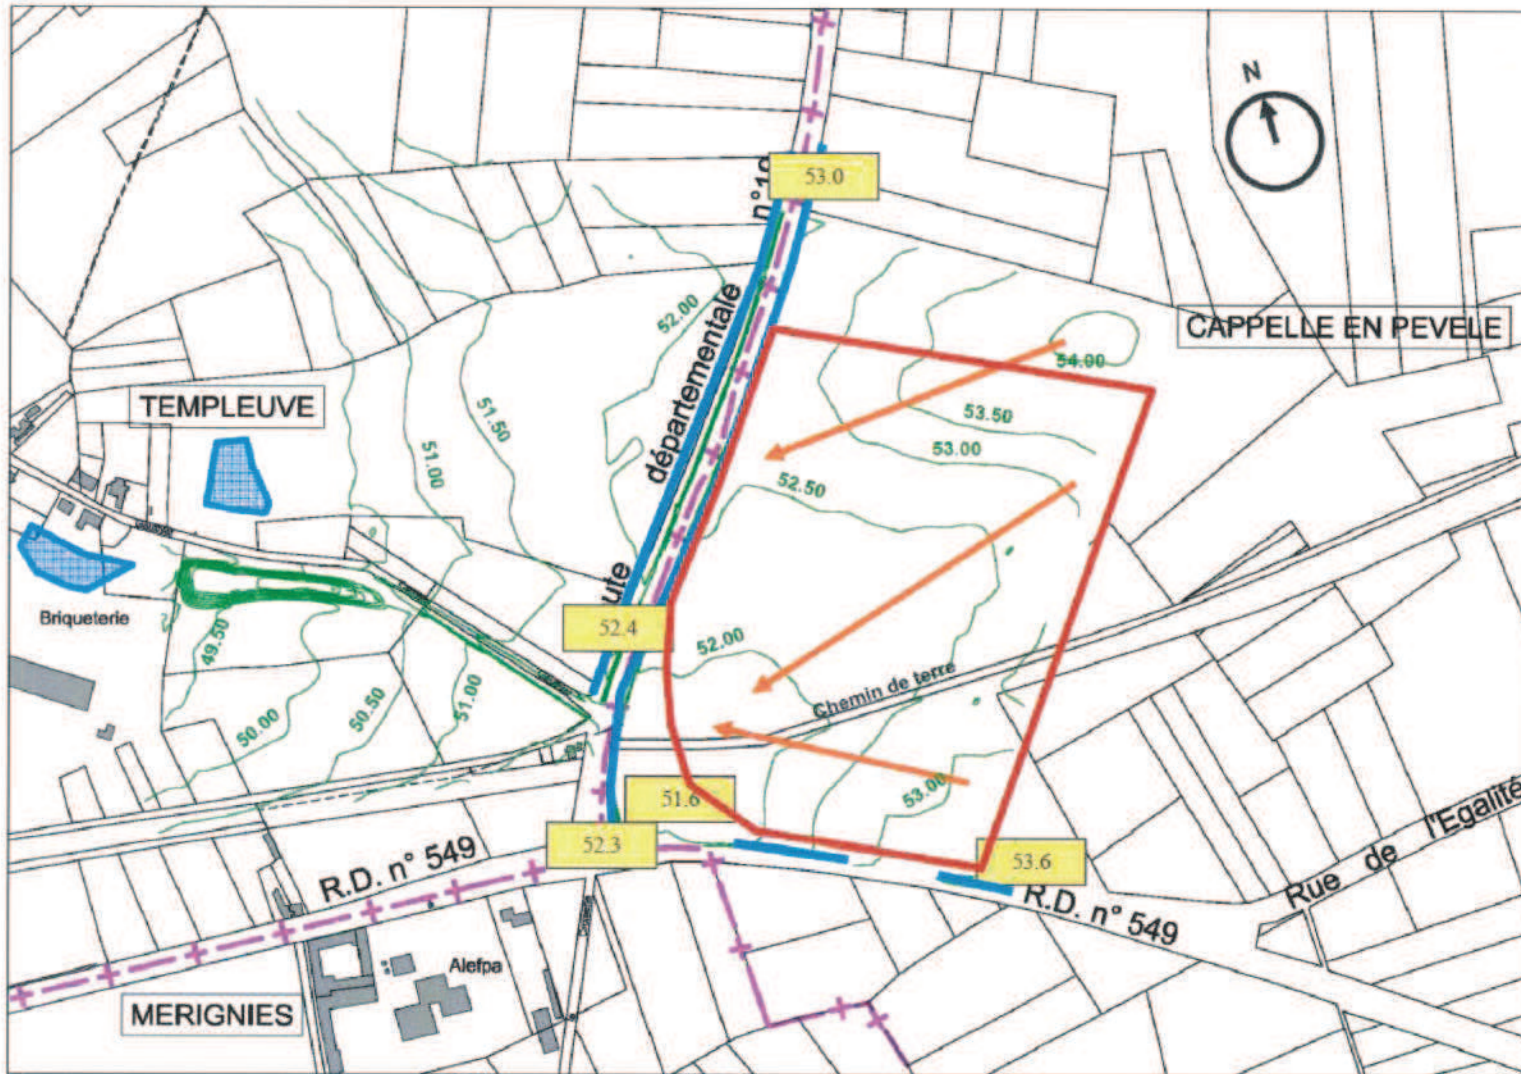 N
53.0
n°19
CAPPELLE EN PEVELE
54.00
52.00
départementale
TEMPLEUVE
53.50
51.50
53.00
51.00
52.50
Briqueterie
52.4
49.50
52.00
Chemin de terre
50.00
50.50
51.00
53.00
51.6
52.3
53.6
R.D. n° 549
R.D. n° 549
Rue de l'Egalité
Alefpa
MERIGNIES